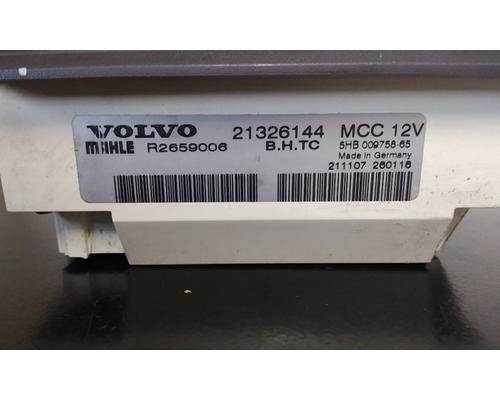 VOLVO 21326144 MCC 12V
MAHLE R2659006 B.H.TC 5HB 009758-65
Made in Germany
211107 260116